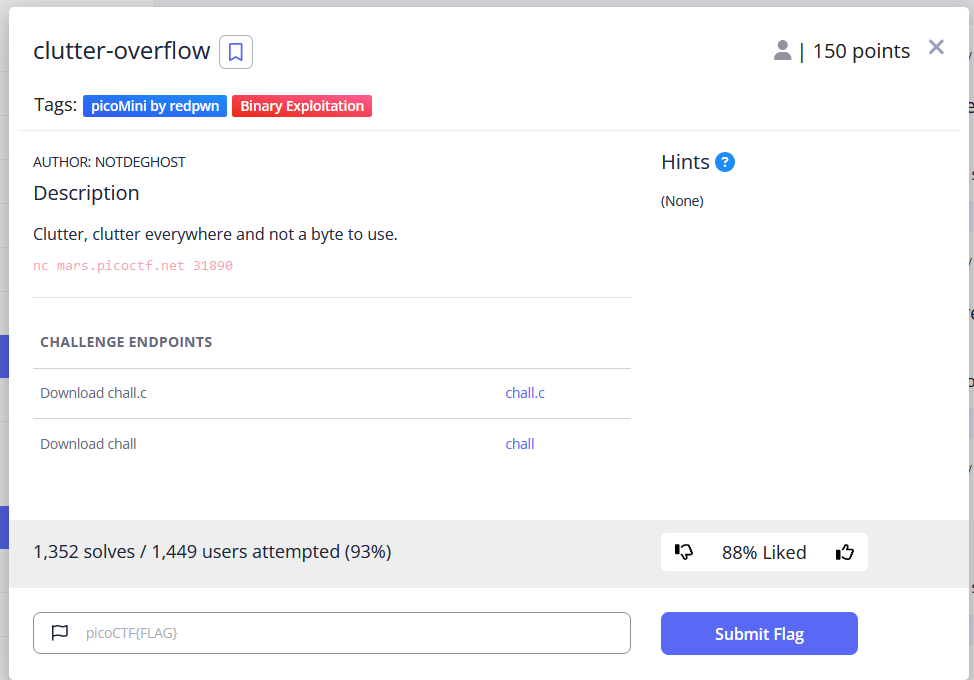 clutter-overflow
| 150 points
Tags: picoMini by redpwn Binary Exploitation
AUTHOR: NOTDEGHOST
Hints ?
Description
(None)
Clutter, clutter everywhere and not a byte to use.
nc mars.picoctf.net 31890
CHALLENGE ENDPOINTS
Download chall.c chall.c
Download chall chall
1,352 solves / 1,449 users attempted (93%)
88% Liked
picoCTF{FLAG}
Submit Flag